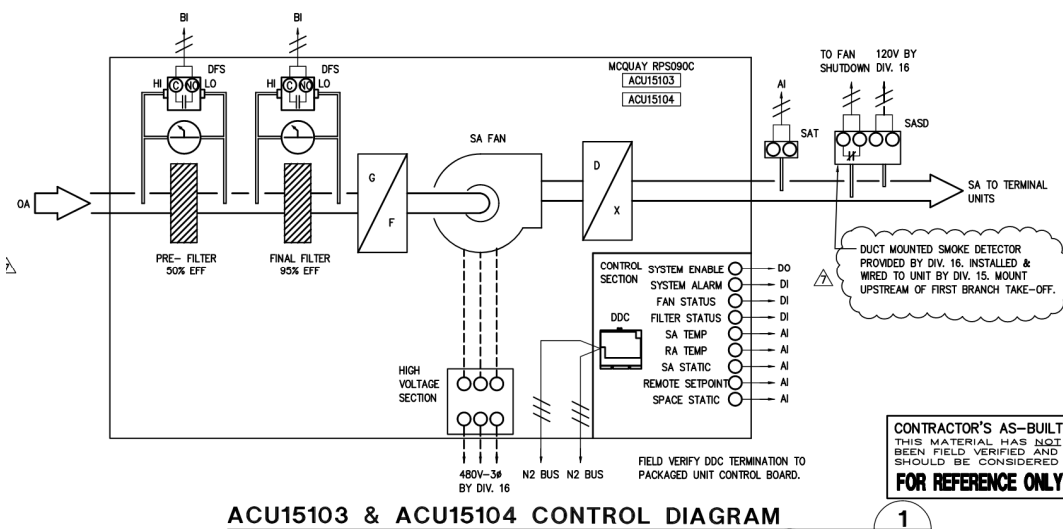 BI
BI
DFS
HI C NO LO
DFS
HI C NO LO
MCQUAY RPS090C
ACU15103
ACU15104
TO FAN SHUTDOWN
120V BY DIV. 16
AI
SAT
SASD
SA FAN
OA
G
F
D
X
SA TO TERMINAL
UNITS
PRE- FILTER
50% EFF
FINAL FILTER
95% EFF
7
DUCT MOUNTED SMOKE DETECTOR
PROVIDED BY DIV. 16. INSTALLED &
WIRED TO UNIT BY DIV. 15. MOUNT
UPSTREAM OF FIRST BRANCH TAKE-OFF.
CONTROL
SECTION
DDC
SYSTEM ENABLE DO
SYSTEM ALARM DI
FAN STATUS DI
FILTER STATUS DI
SA TEMP AI
RA TEMP AI
SA STATIC AI
REMOTE SETPOINT AI
SPACE STATIC AI
HIGH
VOLTAGE
SECTION
480V-3ø
BY DIV. 16
N2 BUS
N2 BUS
FIELD VERIFY DDC TERMINATION TO
PACKAGED UNIT CONTROL BOARD.
CONTRACTOR'S AS-BUILT
THIS MATERIAL HAS NOT
BEEN FIELD VERIFIED AND
SHOULD BE CONSIDERED
FOR REFERENCE ONLY
ACU15103 & ACU15104 CONTROL DIAGRAM
1